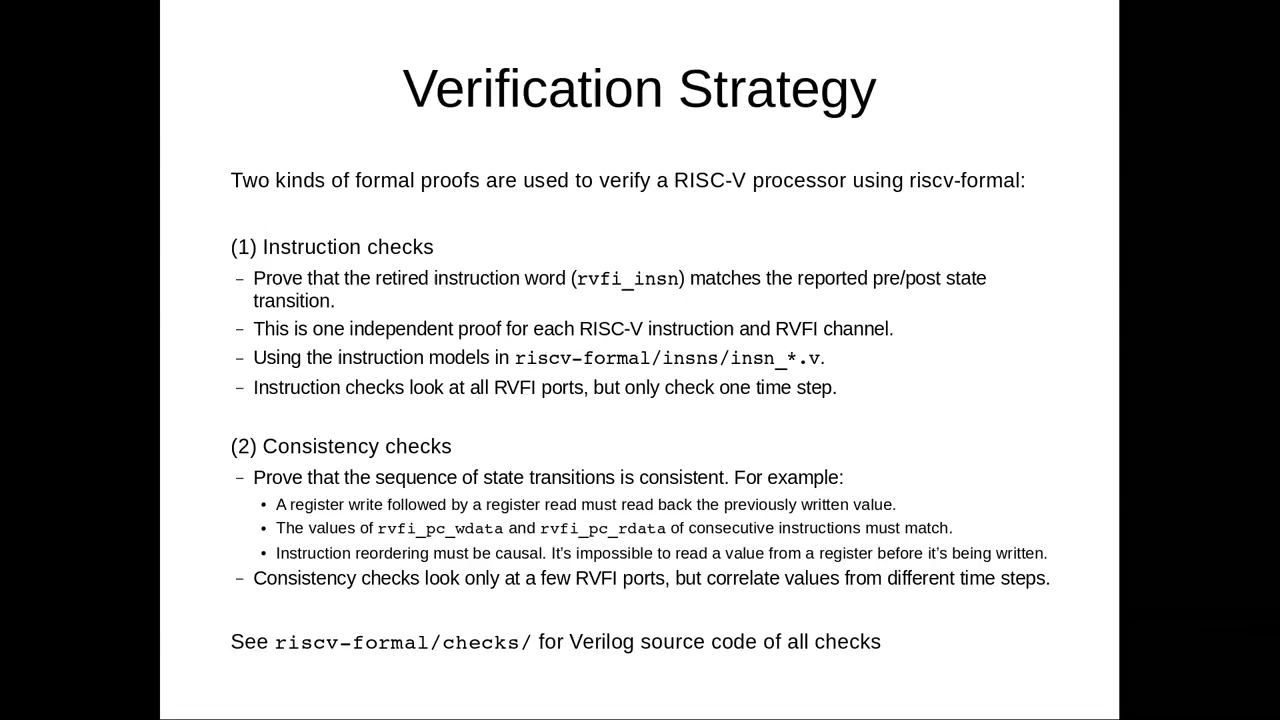 Verification Strategy
Two kinds of formal proofs are used to verify a RISC-V processor using riscv-formal:
(1) Instruction checks
– Prove that the retired instruction word (rvfi_insn) matches the reported pre/post state
transition.
– This is one independent proof for each RISC-V instruction and RVFI channel.
– Using the instruction models in riscv-formal/insns/insn_*.v.
– Instruction checks look at all RVFI ports, but only check one time step.
(2) Consistency checks
– Prove that the sequence of state transitions is consistent. For example:
• A register write followed by a register read must read back the previously written value.
• The values of rvfi_pc_wdata and rvfi_pc_rdata of consecutive instructions must match.
• Instruction reordering must be causal. It's impossible to read a value from a register before it's being written.
– Consistency checks look only at a few RVFI ports, but correlate values from different time steps.
See riscv-formal/checks/ for Verilog source code of all checks